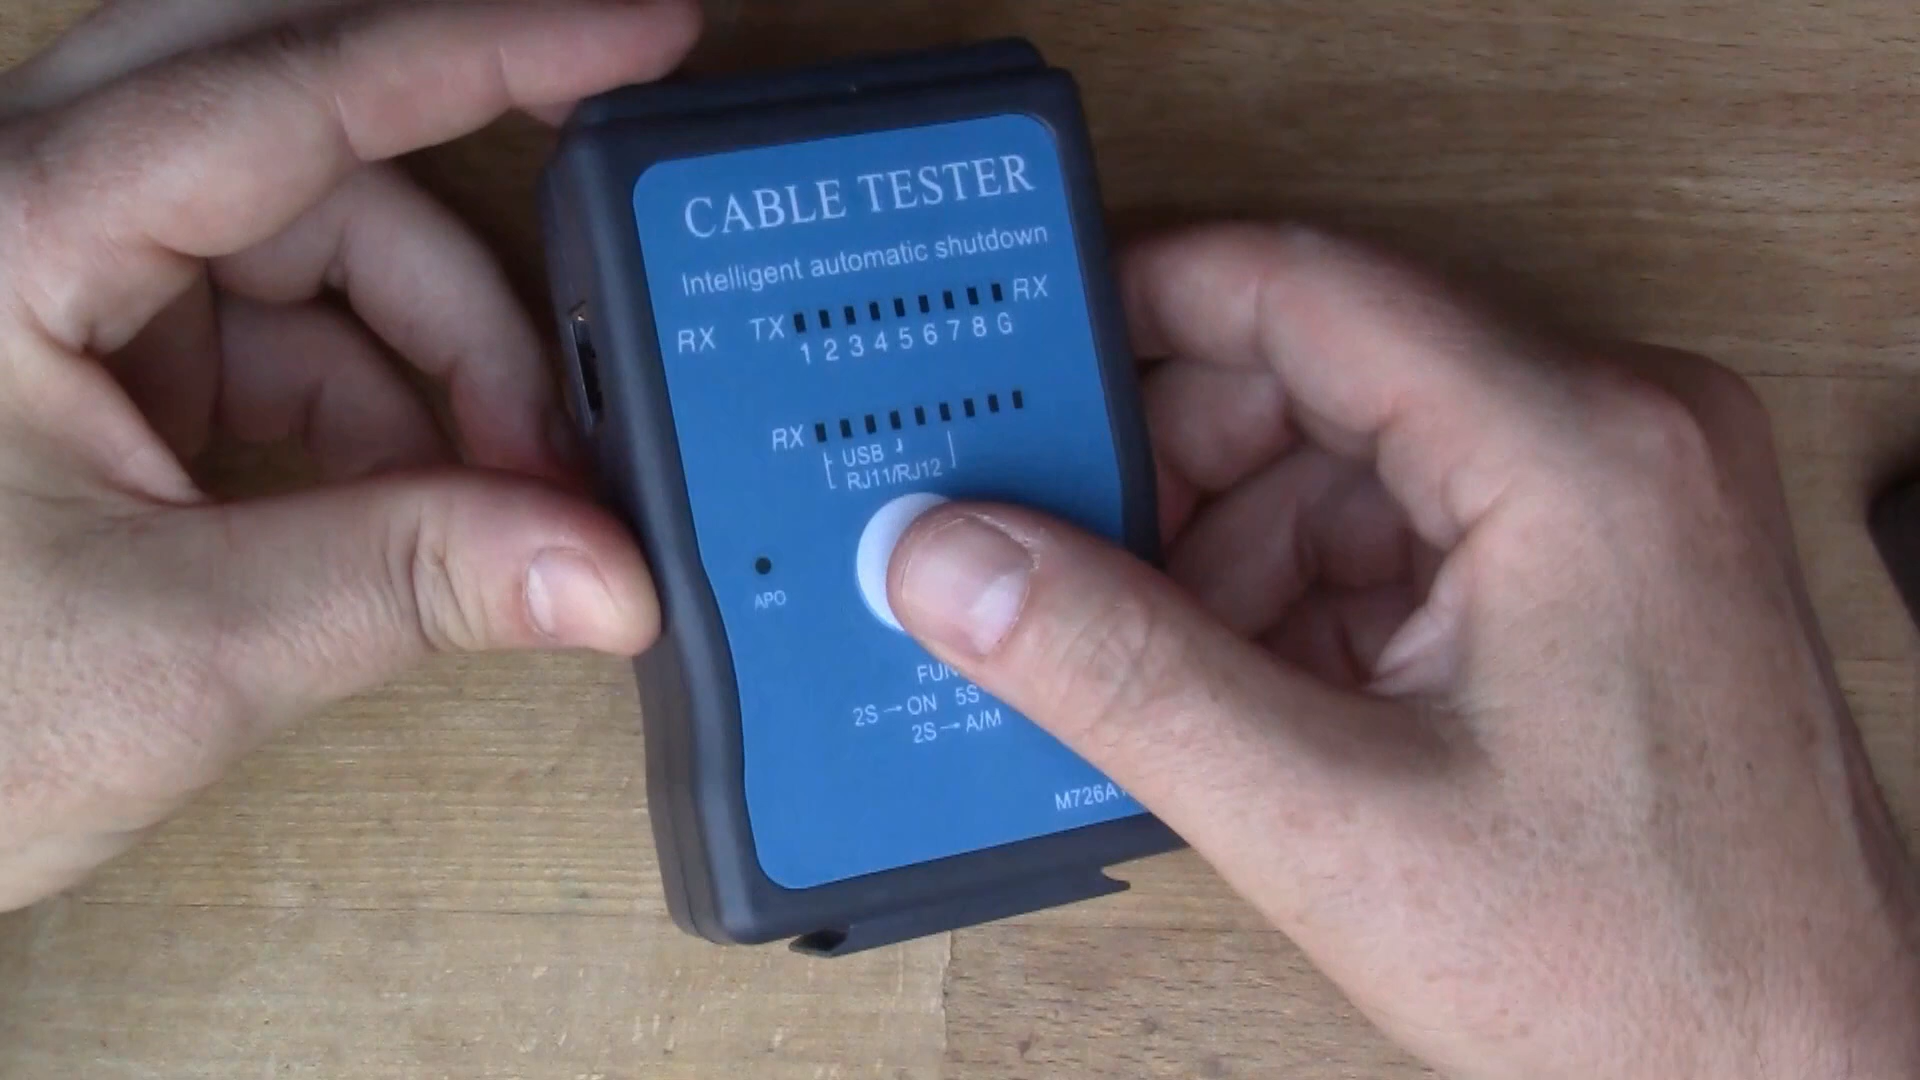 CABLE TESTER
Intelligent automatic shutdown
RX TX RX
1 2 3 4 5 6 7 8 G
RX
USB
RJ11/RJ12
APO
2S→ON 5S
2S→A/M